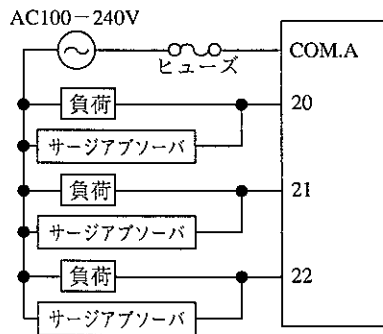 AC100－240V
ヒューズ
COM.A
負荷
20
サージアブソーバ
負荷
21
サージアブソーバ
負荷
22
サージアブソーバ